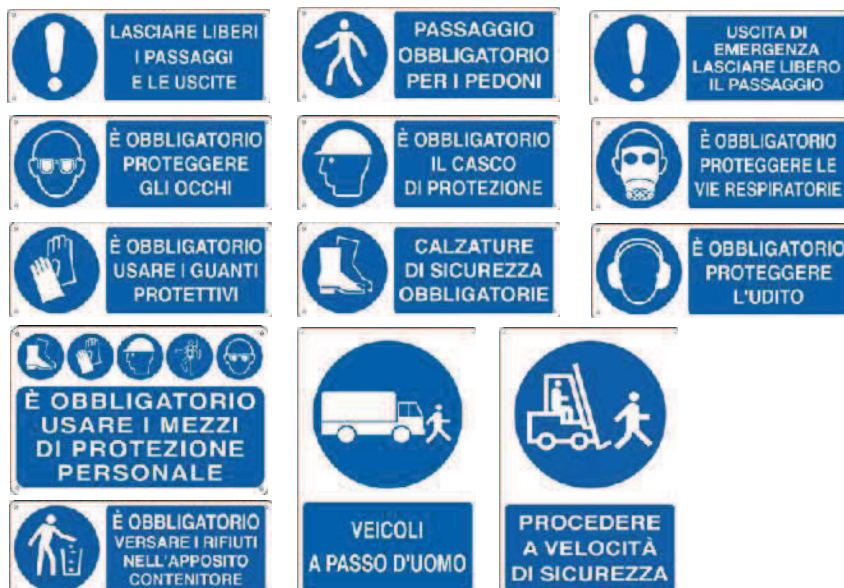 LASCIARE LIBERI
I PASSAGGI
E LE USCITE
PASSAGGIO
OBBLIGATORIO
PER I PEDONI
USCITA DI
EMERGENZA
LASCIARE LIBERO
IL PASSAGGIO
È OBBLIGATORIO
PROTEGGERE
GLI OCCHI
È OBBLIGATORIO
IL CASCO
DI PROTEZIONE
È OBBLIGATORIO
PROTEGGERE LE
VIE RESPIRATORIE
È OBBLIGATORIO
USARE I GUANTI
PROTETTIVI
CALZATURE
DI SICUREZZA
OBBLIGATORIE
È OBBLIGATORIO
PROTEGGERE
L'UDITO
È OBBLIGATORIO
USARE I MEZZI
DI PROTEZIONE
PERSONALE
VEICOLI
A PASSO D'UOMO
PROCEDERE
A VELOCITÀ
DI SICUREZZA
È OBBLIGATORIO
VERSARE I RIFIUTI
NELL'APPOSITO
CONTENITORE